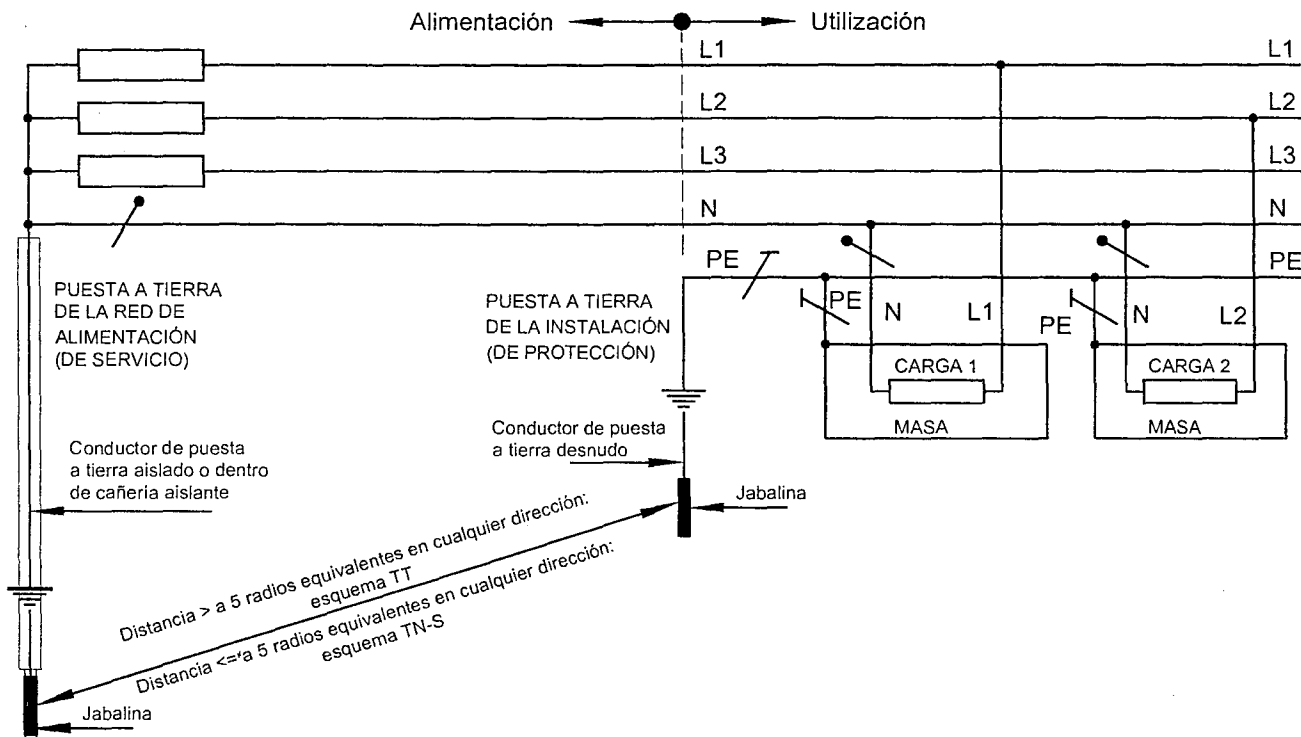 Alimentación
Utilización
L1
L1
L2
L2
L3
L3
N
N
PE
PE
PUESTA A TIERRA
DE LA RED DE
ALIMENTACIÓN
(DE SERVICIO)
PUESTA A TIERRA
DE LA INSTALACIÓN
(DE PROTECCIÓN)
PE
N
L1
PE
N
L2
CARGA 1
MASA
CARGA 2
MASA
Conductor de puesta
a tierra aislado o dentro
de cañería aislante
Conductor de puesta
a tierra desnudo
Jabalina
Distancia > a 5 radios equivalentes en cualquier dirección:
esquema TT
Distancia <= a 5 radios equivalentes en cualquier dirección:
esquema TN-S
Jabalina